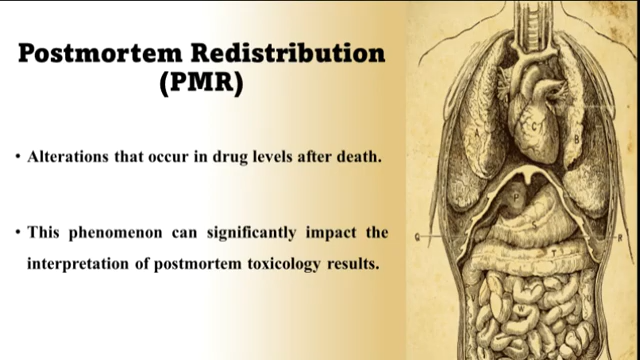 Postmortem Redistribution
(PMR)
• Alterations that occur in drug levels after death.
• This phenomenon can significantly impact the
interpretation of postmortem toxicology results.
C
B
P
G
R